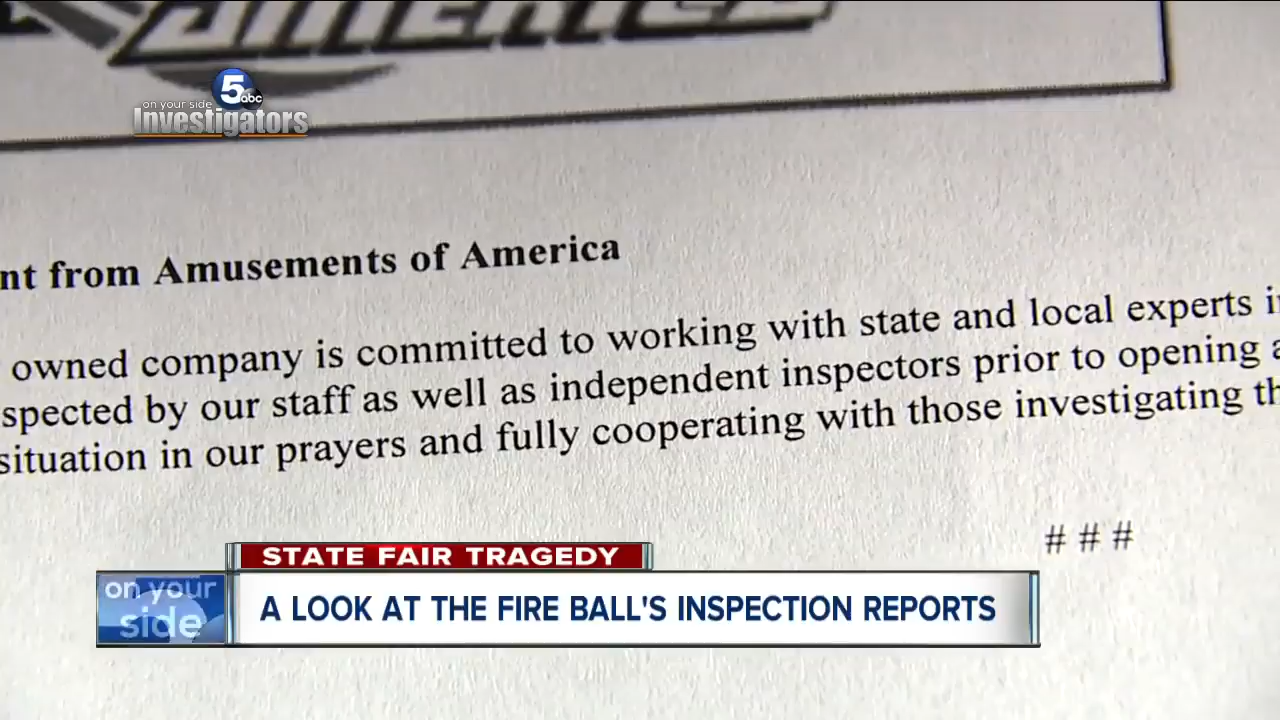 AMERICA
5abc
on your side
Investigators
nt from Amusements of America
owned company is committed to working with state and local experts i
spected by our staff as well as independent inspectors prior to opening a
situation in our prayers and fully cooperating with those investigating th
# # #
STATE FAIR TRAGEDY
on your
side
A LOOK AT THE FIRE BALL'S INSPECTION REPORTS